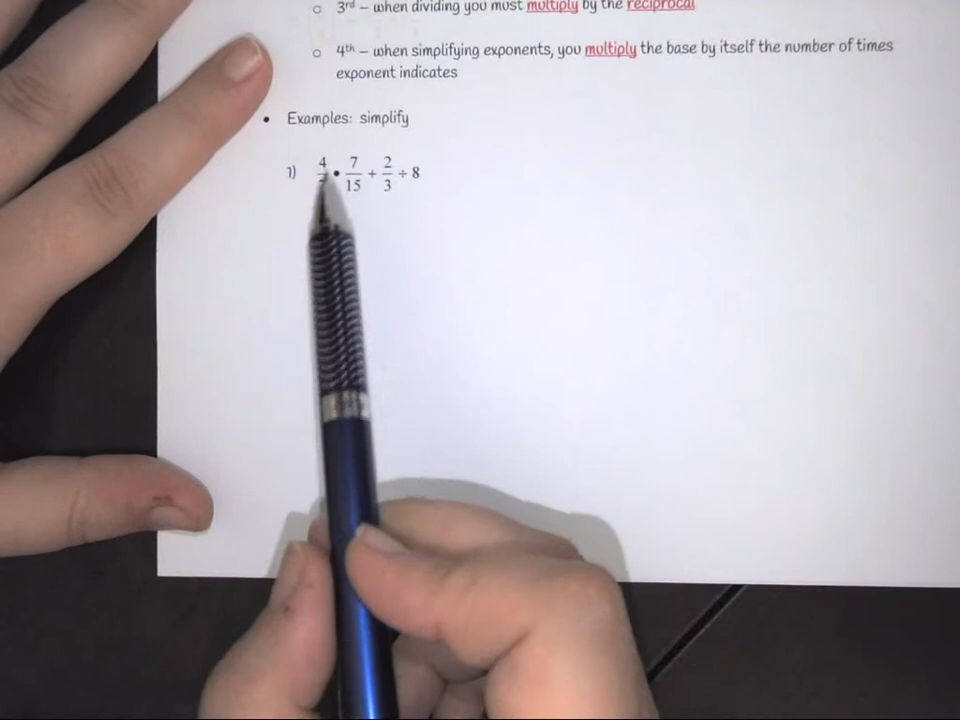 o 3rd – when dividing you must multiply by the reciprocal
o 4th – when simplifying exponents, you multiply the base by itself the number of times
exponent indicates
• Examples: simplify
1) 4/ • 7/15 + 2/3 ÷ 8